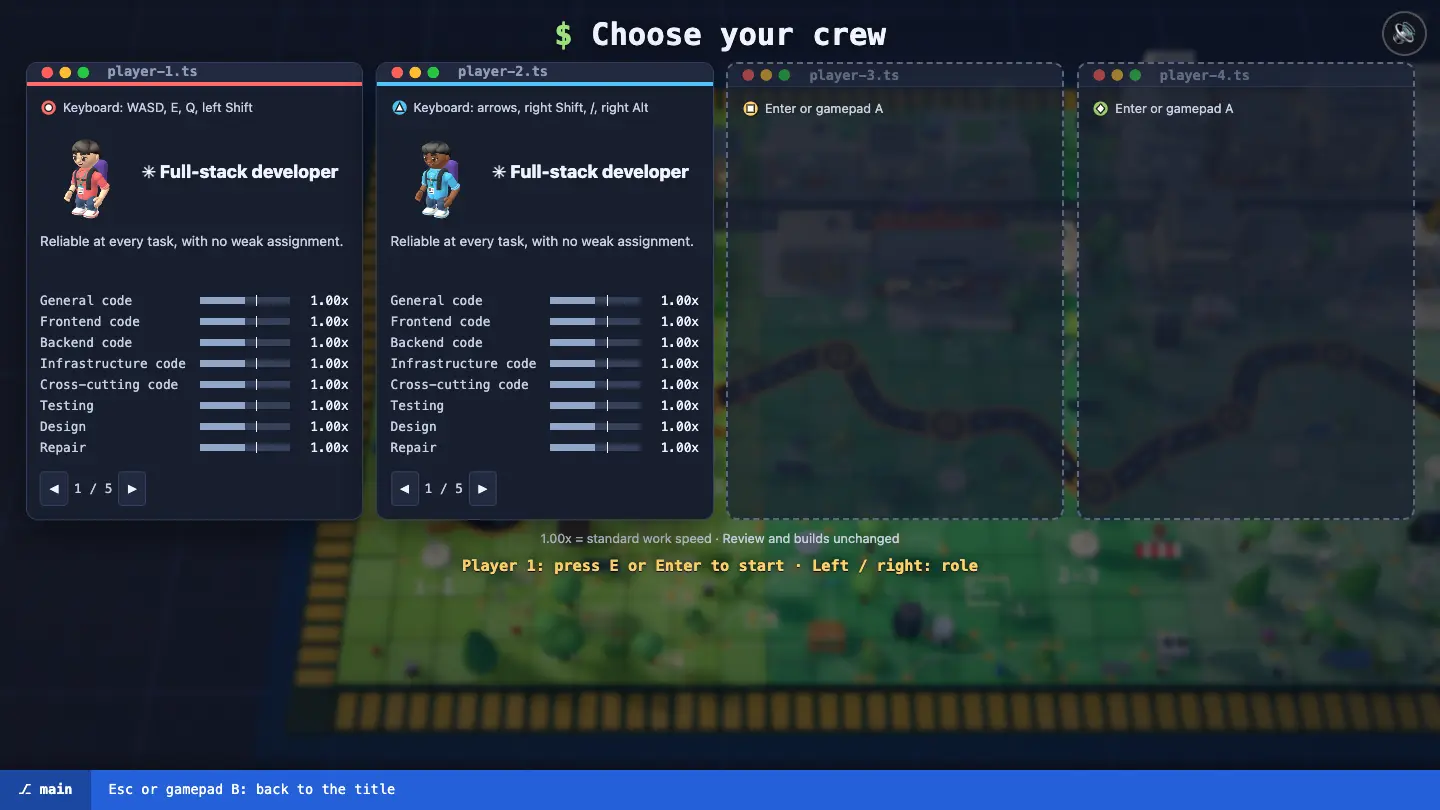 $ Choose your crew
player-1.ts
Keyboard: WASD, E, Q, left Shift
✳ Full-stack developer
Reliable at every task, with no weak assignment.
General code 1.00x
Frontend code 1.00x
Backend code 1.00x
Infrastructure code 1.00x
Cross-cutting code 1.00x
Testing 1.00x
Design 1.00x
Repair 1.00x
◀ 1 / 5 ▶
player-2.ts
Keyboard: arrows, right Shift, /, right Alt
✳ Full-stack developer
Reliable at every task, with no weak assignment.
General code 1.00x
Frontend code 1.00x
Backend code 1.00x
Infrastructure code 1.00x
Cross-cutting code 1.00x
Testing 1.00x
Design 1.00x
Repair 1.00x
◀ 1 / 5 ▶
player-3.ts
Enter or gamepad A
player-4.ts
Enter or gamepad A
1.00x = standard work speed · Review and builds unchanged
Player 1: press E or Enter to start · Left / right: role
⎇ main
Esc or gamepad B: back to the title